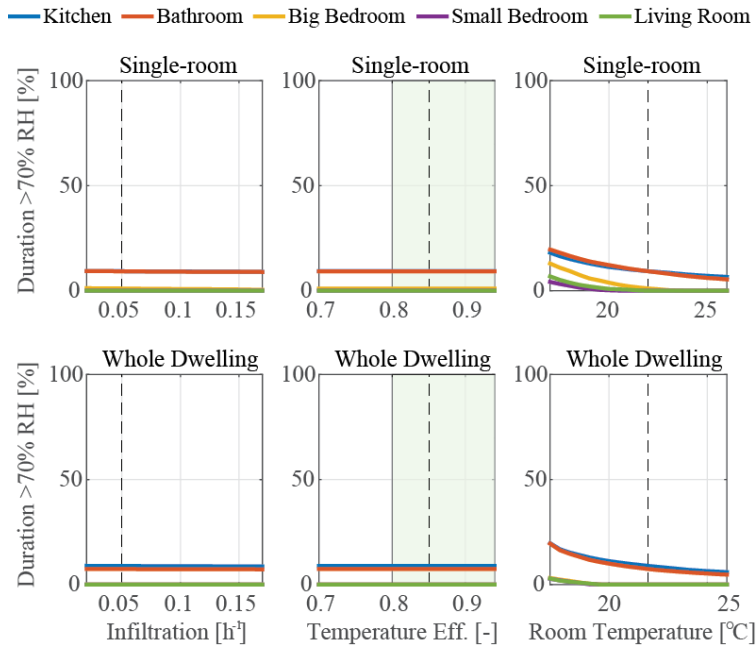 Kitchen Bathroom Big Bedroom Small Bedroom Living Room
Single-room Single-room Single-room
Duration >70% RH [%]
100 100 100
50 50 50
0 0 0
0.05 0.1 0.15 0.7 0.8 0.9 20 25
Whole Dwelling Whole Dwelling Whole Dwelling
Duration >70% RH [%]
100 100 100
50 50 50
0 0 0
0.05 0.1 0.15 0.7 0.8 0.9 20 25
Infiltration [h⁻¹] Temperature Eff. [-] Room Temperature [°C]